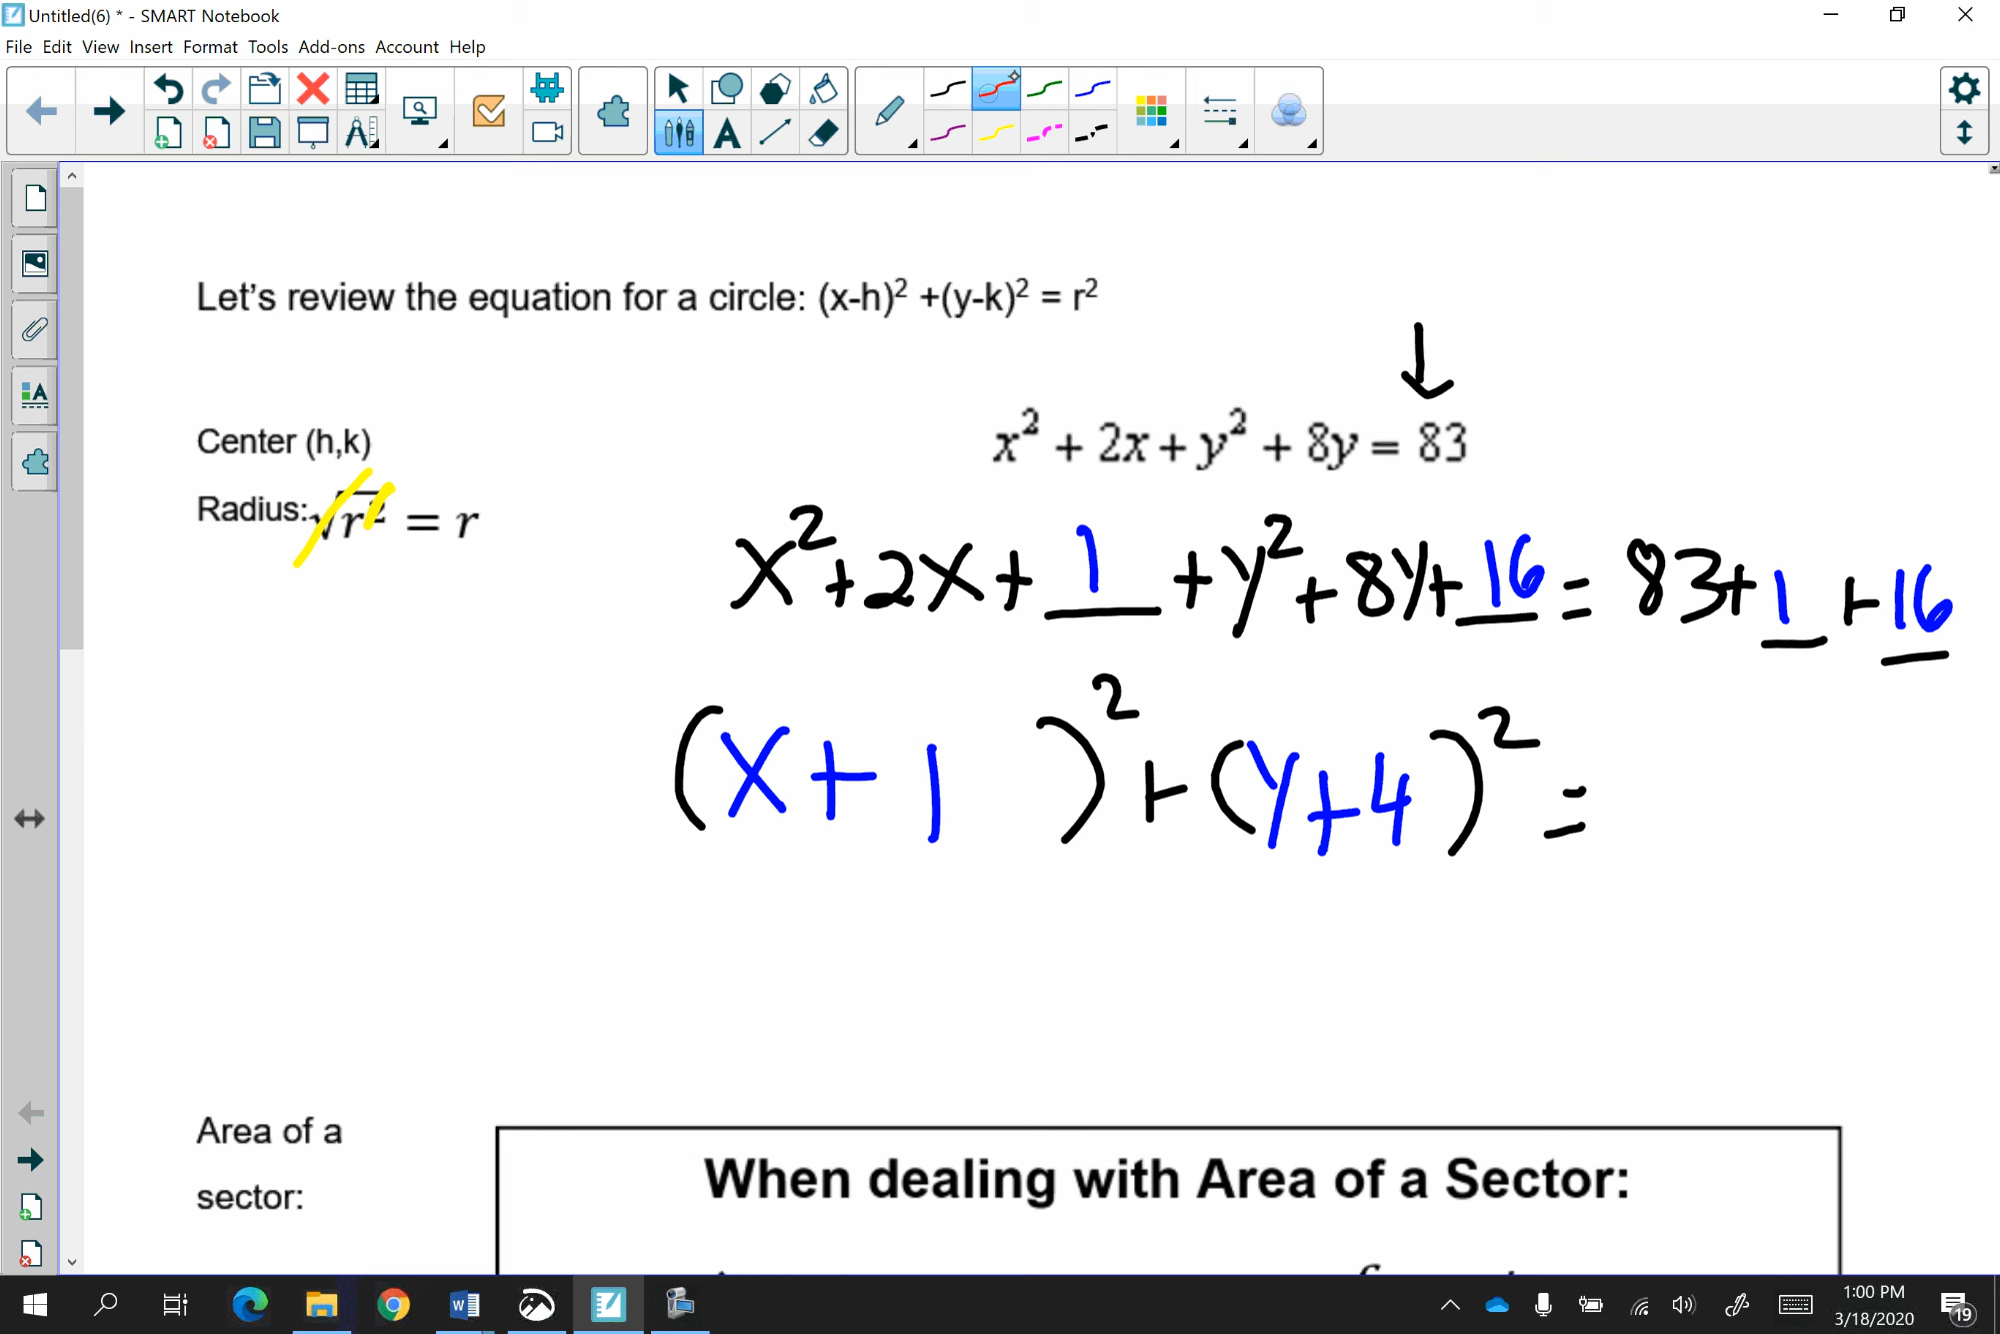 Untitled(6) * - SMART Notebook
File Edit View Insert Format Tools Add-ons Account Help
Let's review the equation for a circle: (x-h)² +(y-k)² = r²
Center (h,k)
x² + 2x + y² + 8y = 83
Radius: √r² = r
x² + 2x + 1 + y² + 8y + 16 = 83 + 1 + 16
(x + 1 )² + (y + 4)² =
Area of a
sector:
When dealing with Area of a Sector:
1:00 PM
3/18/2020
19